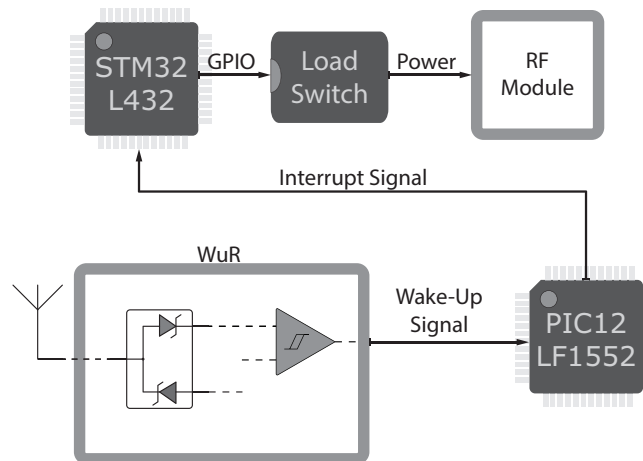 STM32
L432
GPIO
Load
Switch
Power
RF
Module
Interrupt Signal
WuR
Wake-Up
Signal
PIC12
LF1552